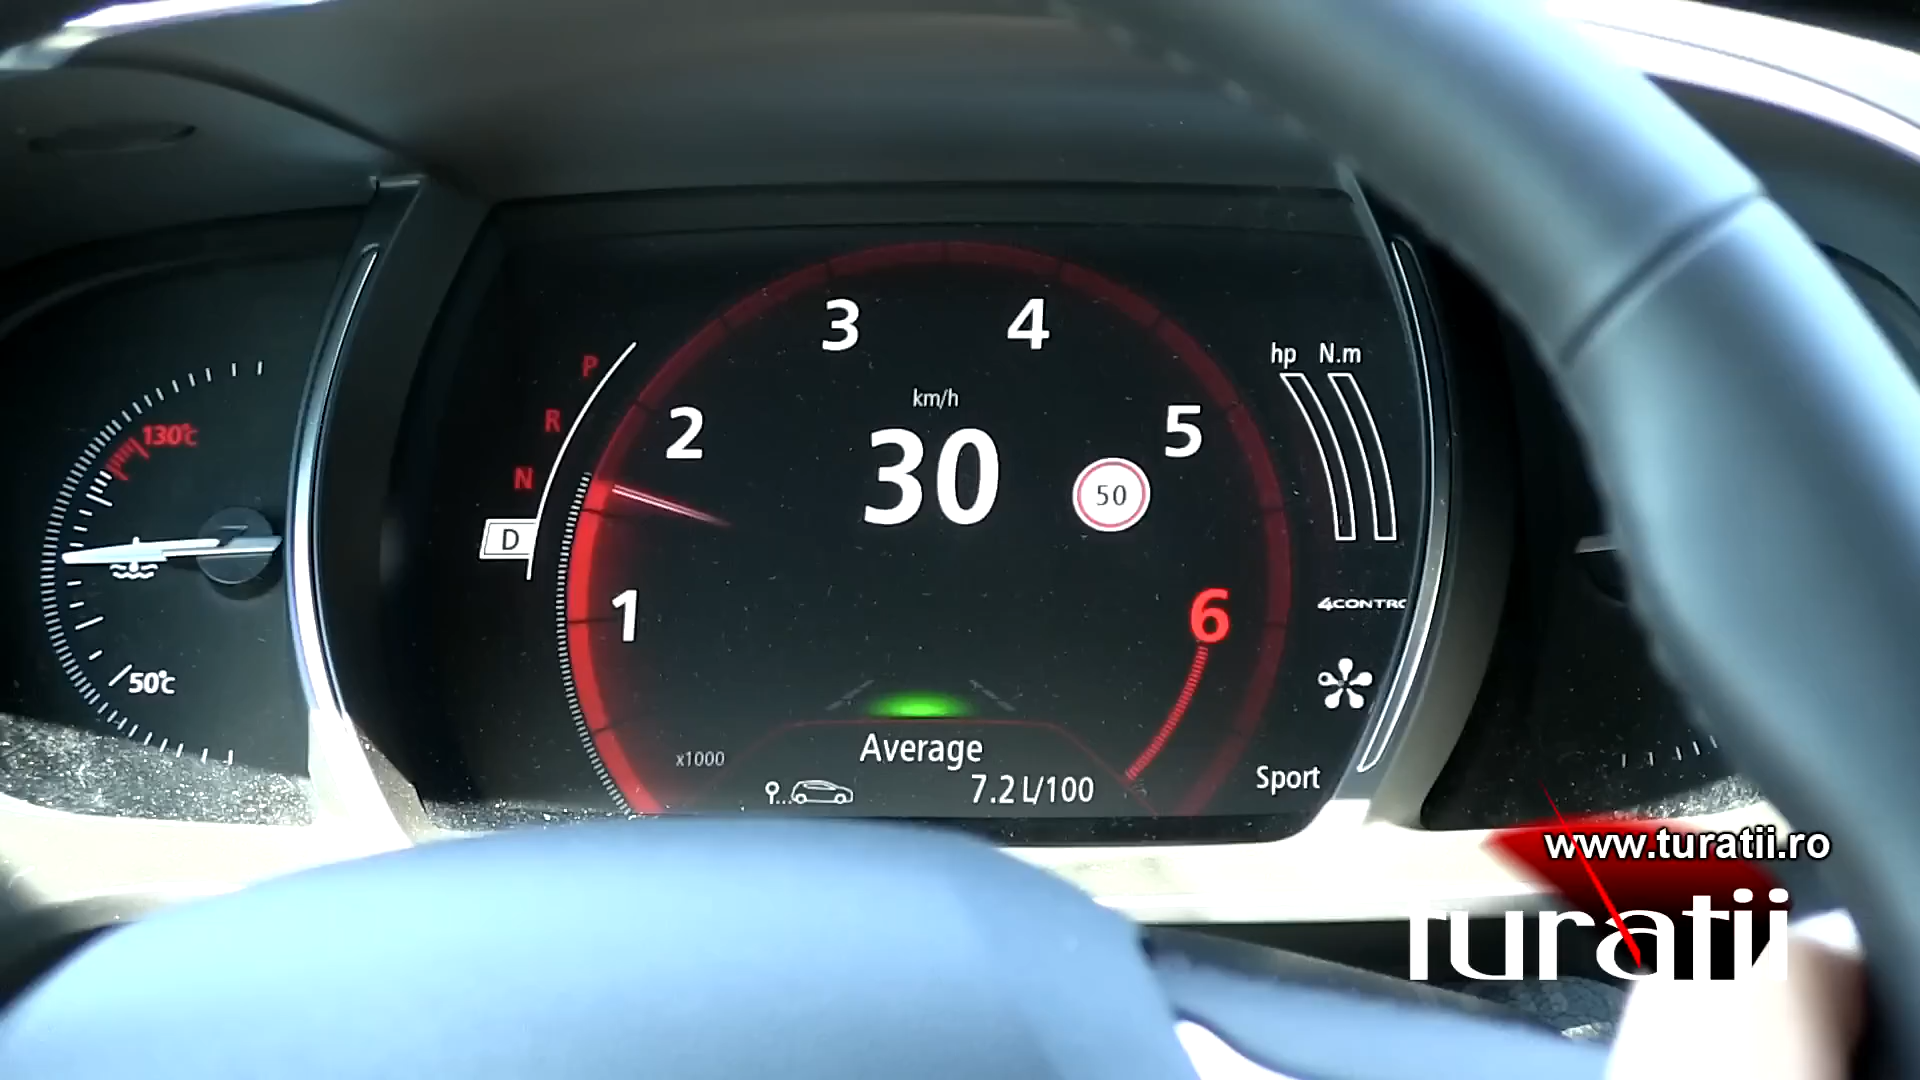 130°c
50°c
P
R
N
D
1
2
3
4
5
6
km/h
30
50
x1000
Average
7.2 L/100
hp N.m
4CONTRO
Sport
www.turatii.ro
turatii